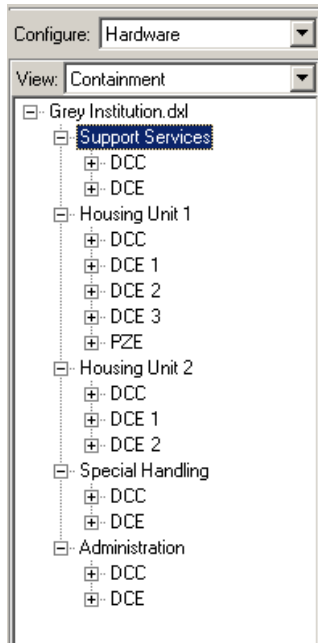 Configure: Hardware
View: Containment
Grey Institution.dxl
Support Services
DCC
DCE
Housing Unit 1
DCC
DCE 1
DCE 2
DCE 3
PZE
Housing Unit 2
DCC
DCE 1
DCE 2
Special Handling
DCC
DCE
Administration
DCC
DCE